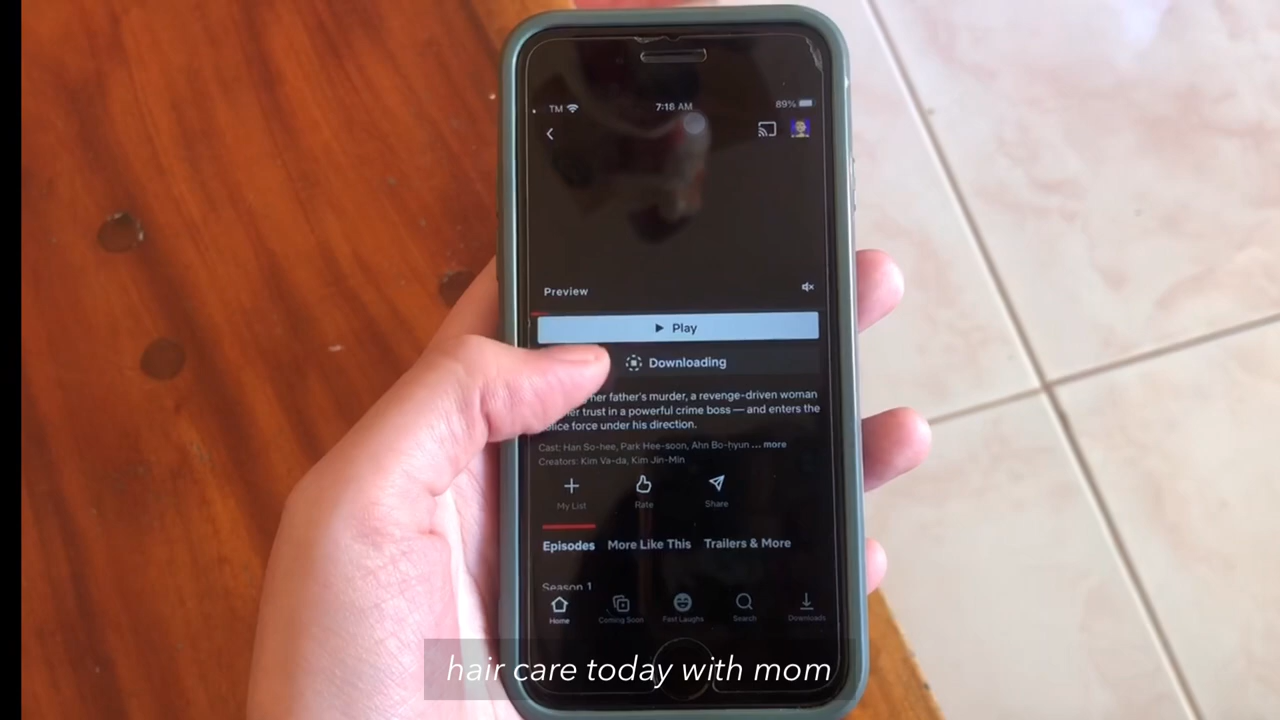 TM 7:18 AM 89%
Preview
Play
Downloading
her father's murder, a revenge-driven woman
her trust in a powerful crime boss — and enters the
police force under his direction.
Cast: Han So-hee, Park Hee-soon, Ahn Bo-hyun ... more
Creators: Kim Va-da, Kim Jin-Min
My List Rate Share
Episodes More Like This Trailers & More
Season 1
Home Coming Soon Fast Laughs Search Downloads
hair care today with mom